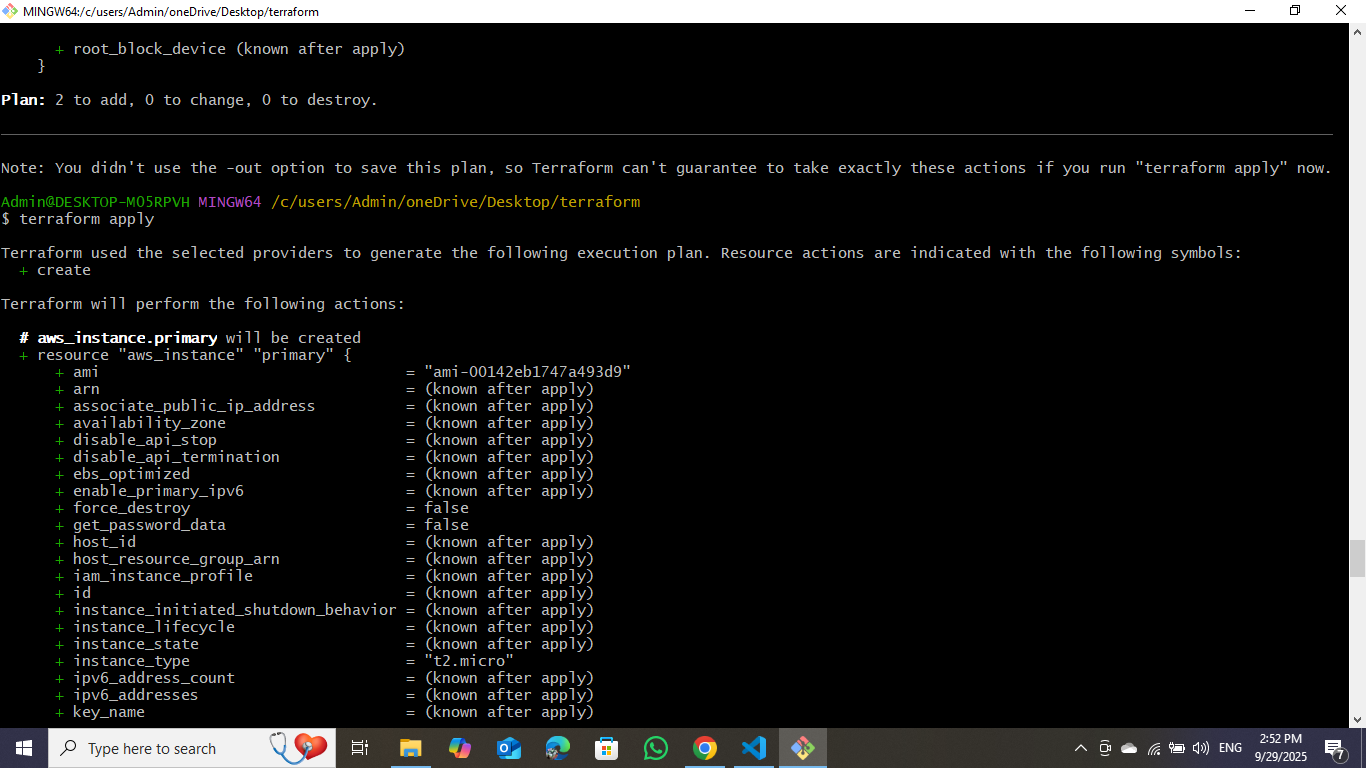 MINGW64:/c/users/Admin/oneDrive/Desktop/terraform
+ root_block_device (known after apply)
}
Plan: 2 to add, 0 to change, 0 to destroy.
Note: You didn't use the -out option to save this plan, so Terraform can't guarantee to take exactly these actions if you run "terraform apply" now.
Admin@DESKTOP-MO5RPVH MINGW64 /c/users/Admin/oneDrive/Desktop/terraform
$ terraform apply
Terraform used the selected providers to generate the following execution plan. Resource actions are indicated with the following symbols:
+ create
Terraform will perform the following actions:
# aws_instance.primary will be created
+ resource "aws_instance" "primary" {
+ ami = "ami-00142eb1747a493d9"
+ arn = (known after apply)
+ associate_public_ip_address = (known after apply)
+ availability_zone = (known after apply)
+ disable_api_stop = (known after apply)
+ disable_api_termination = (known after apply)
+ ebs_optimized = (known after apply)
+ enable_primary_ipv6 = (known after apply)
+ force_destroy = false
+ get_password_data = false
+ host_id = (known after apply)
+ host_resource_group_arn = (known after apply)
+ iam_instance_profile = (known after apply)
+ id = (known after apply)
+ instance_initiated_shutdown_behavior = (known after apply)
+ instance_lifecycle = (known after apply)
+ instance_state = (known after apply)
+ instance_type = "t2.micro"
+ ipv6_address_count = (known after apply)
+ ipv6_addresses = (known after apply)
+ key_name = (known after apply)
Type here to search
ENG
2:52 PM
9/29/2025
7